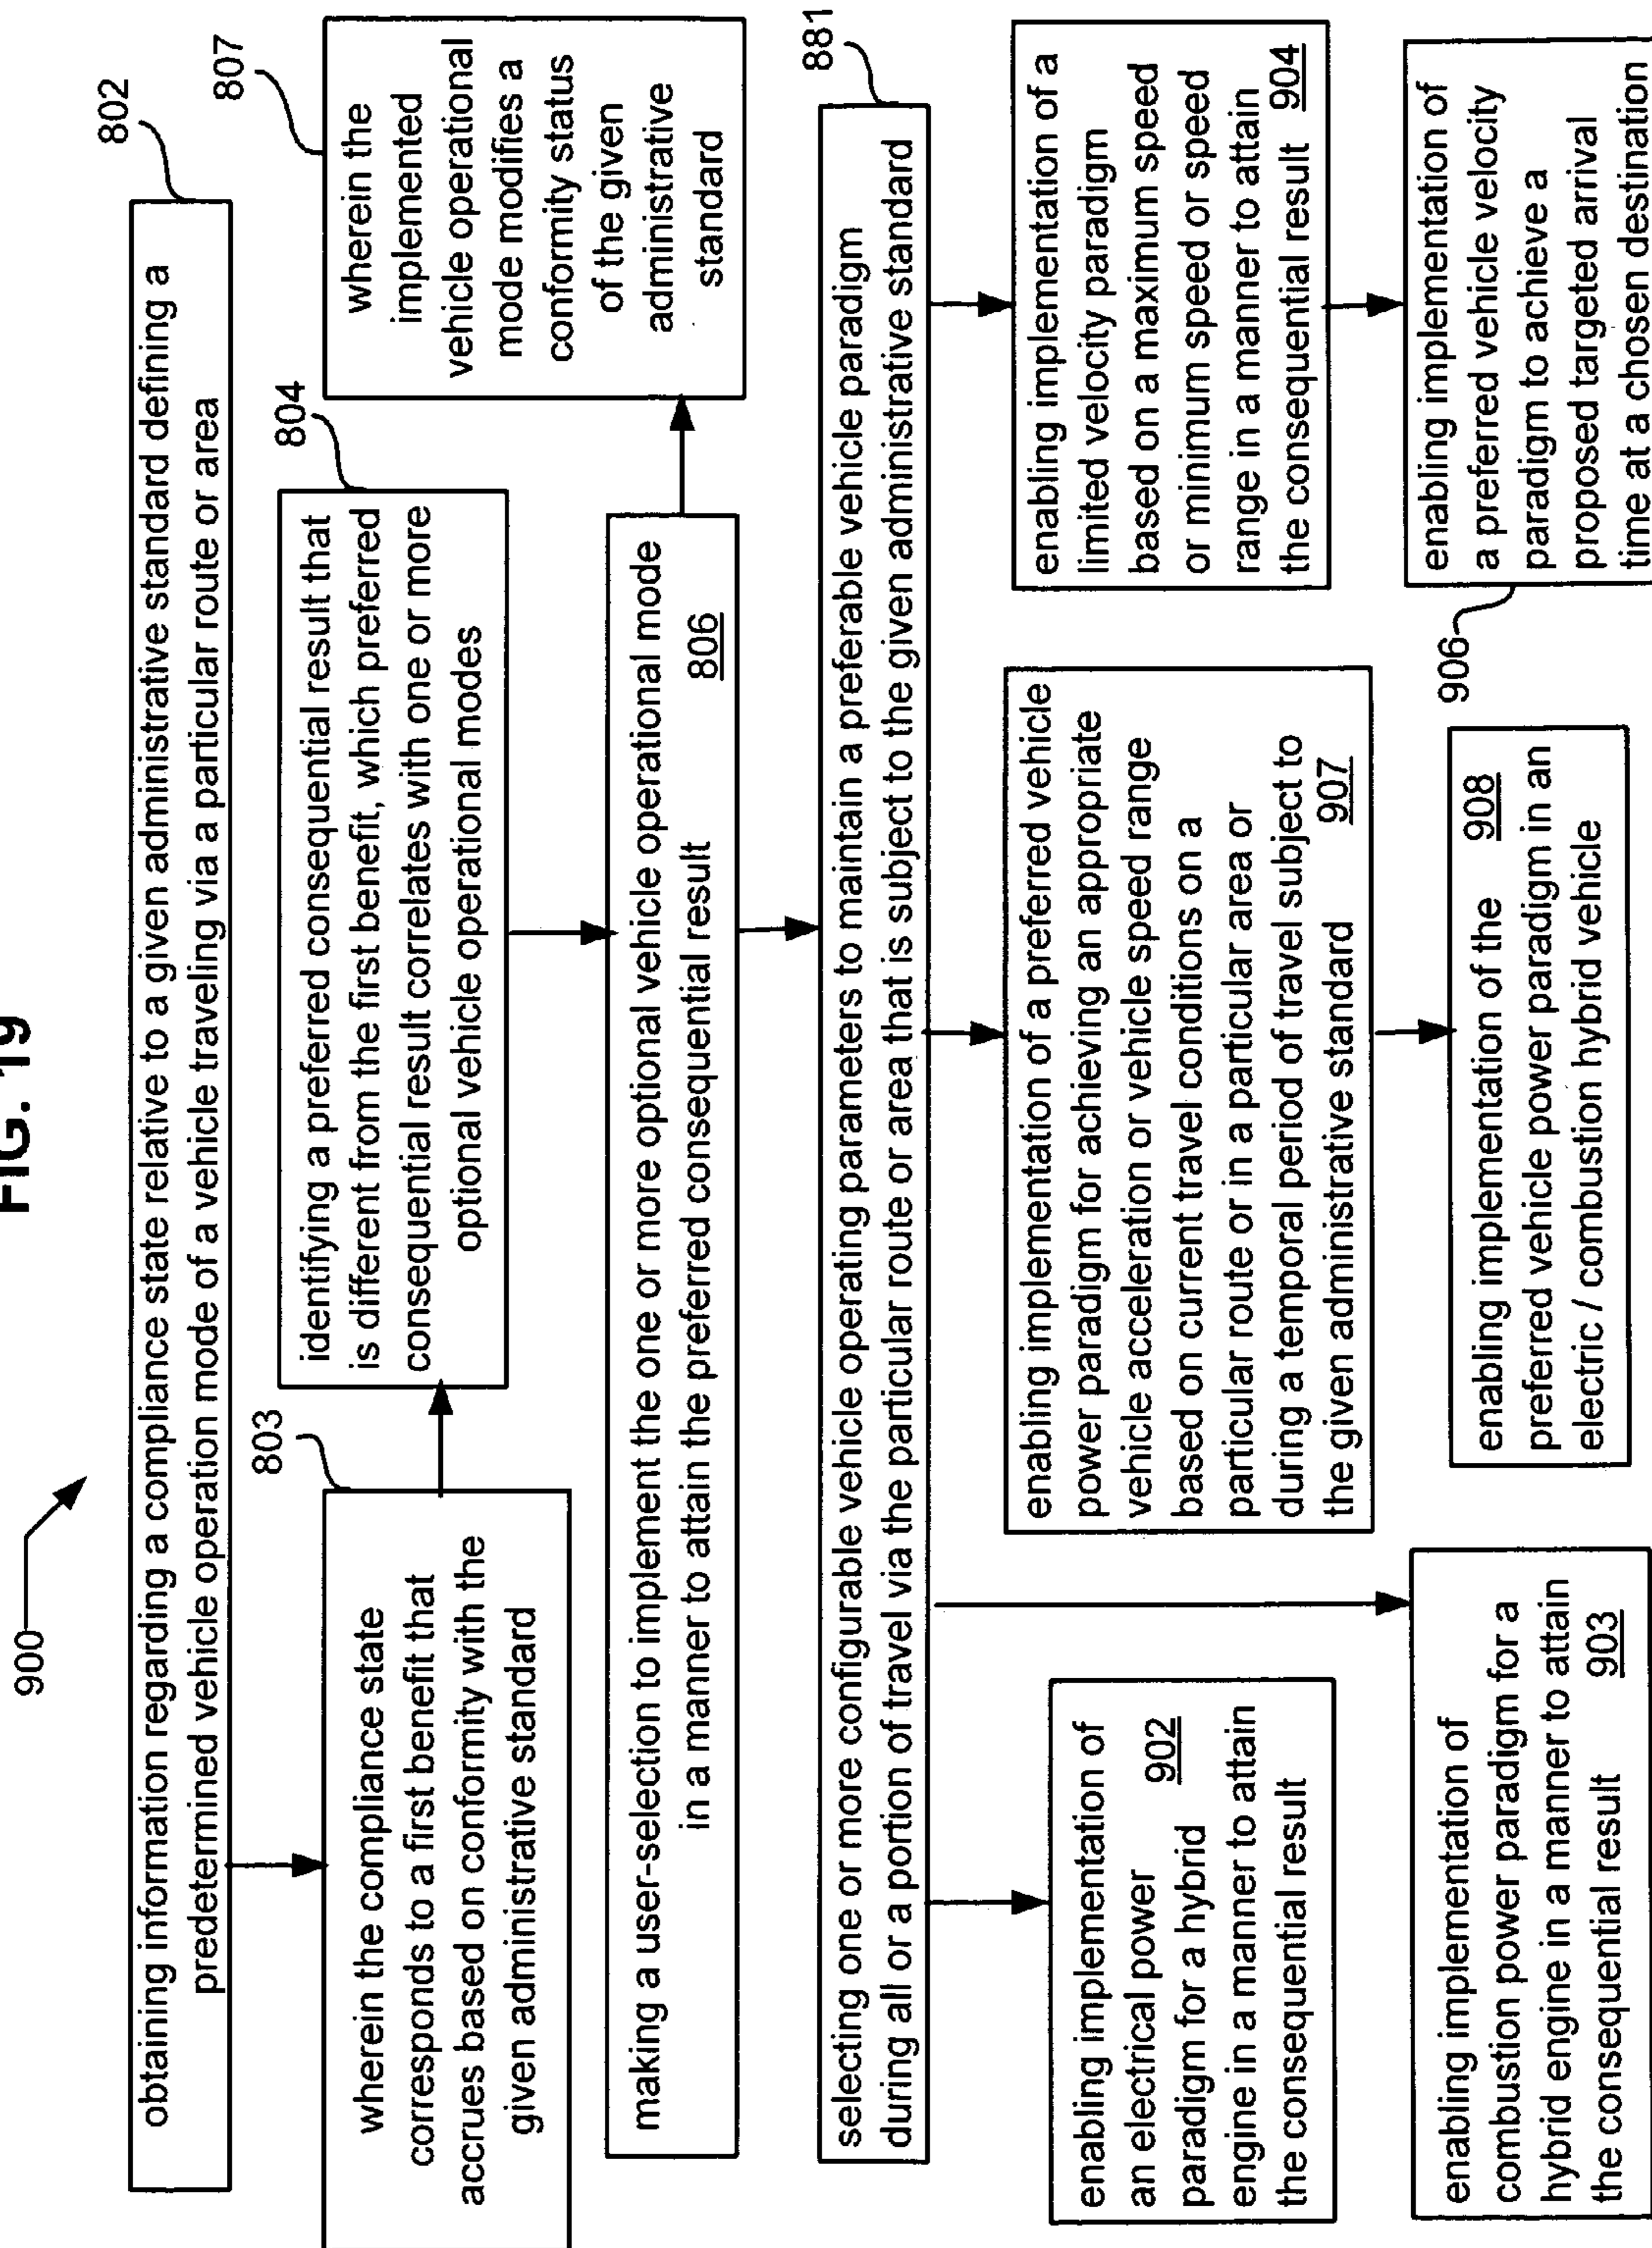 FIG. 19
900
802
obtaining information regarding a compliance state relative to a given administrative standard defining a
predetermined vehicle operation mode of a vehicle traveling via a particular route or area
803
wherein the compliance state
corresponds to a first benefit that
accrues based on conformity with the
given administrative standard
804
identifying a preferred consequential result that
is different from the first benefit, which preferred
consequential result correlates with one or more
optional vehicle operational modes
807
wherein the
implemented
vehicle operational
mode modifies a
conformity status
of the given
administrative
standard
making a user-selection to implement the one or more optional vehicle operational mode
in a manner to attain the preferred consequential result
806
881
selecting one or more configurable vehicle operating parameters to maintain a preferable vehicle paradigm
during all or a portion of travel via the particular route or area that is subject to the given administrative standard
enabling implementation of
an electrical power
paradigm for a hybrid
engine in a manner to attain
the consequential result
902
enabling implementation of
combustion power paradigm for a
hybrid engine in a manner to attain
the consequential result
903
enabling implementation of a preferred vehicle
power paradigm for achieving an appropriate
vehicle acceleration or vehicle speed range
based on current travel conditions on a
particular route or in a particular area or
during a temporal period of travel subject to
the given administrative standard
907
enabling implementation of the
preferred vehicle power paradigm in an
electric / combustion hybrid vehicle
908
enabling implementation of a
limited velocity paradigm
based on a maximum speed
or minimum speed or speed
range in a manner to attain
the consequential result
904
906
enabling implementation of
a preferred vehicle velocity
paradigm to achieve a
proposed targeted arrival
time at a chosen destination